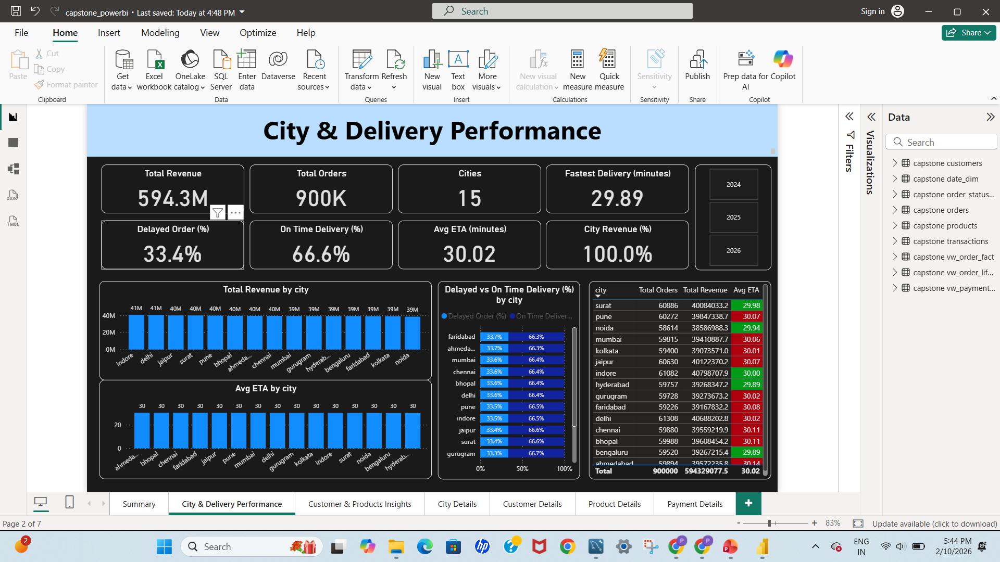 capstone_powerbi • Last saved: Today at 4:48 PM
Search
Sign in
File Home Insert Modeling View Optimize Help
Share
Paste
Cut
Copy
Format painter
Clipboard
Get data
Excel workbook
OneLake catalog
SQL Server
Enter data
Dataverse
Recent sources
Data
Transform data
Refresh
Queries
New visual
Text box
More visuals
Insert
New visual calculation
New measure
Quick measure
Calculations
Sensitivity
Sensitivity
Publish
Share
Prep data for AI
Copilot
Copilot
DAX
TMDL
City & Delivery Performance
Total Revenue
594.3M
Total Orders
900K
Cities
15
Fastest Delivery (minutes)
29.89
Delayed Order (%)
33.4%
On Time Delivery (%)
66.6%
Avg ETA (minutes)
30.02
City Revenue (%)
100.0%
2024
2025
2026
Total Revenue by city
41M 41M 40M 40M 40M 40M 40M 40M 39M 39M 39M 39M 39M 39M 39M
40M
20M
0M
indore delhi jaipur surat pune bhopal ahmeda... chennai mumbai gurugram hyderab... bengaluru faridabad kolkata noida
Avg ETA by city
30 30 30 30 30 30 30 30 30 30 30 30 30 30 30
20
0
ahmeda... bhopal chennai faridabad jaipur pune mumbai delhi gurugram kolkata indore surat noida bengaluru hyderab...
Delayed vs On Time Delivery (%)
by city
Delayed Order (%) On Time Deliver...
faridabad 33.7% 66.3%
ahmeda... 33.7% 66.3%
mumbai 33.6% 66.4%
chennai 33.6% 66.4%
bhopal 33.6% 66.4%
delhi 33.6% 66.4%
pune 33.5% 66.5%
indore 33.5% 66.5%
jaipur 33.4% 66.6%
surat 33.4% 66.6%
gurugram 33.3% 66.7%
0% 50% 100%
city Total Orders Total Revenue Avg ETA
surat 60886 40084033.2 29.98
pune 60272 39847338.7 30.07
noida 58614 38586988.3 29.94
mumbai 59815 39410887.7 30.06
kolkata 59400 39073571.0 30.01
jaipur 60630 40122370.2 30.07
indore 61082 40798707.9 30.00
hyderabad 59757 39268347.2 29.89
gurugram 59728 39273673.2 30.02
faridabad 59226 39167832.2 30.08
delhi 61308 40688202.8 30.02
chennai 59880 39559219.9 30.11
bhopal 59988 39608454.2 30.11
bengaluru 59520 39267215.4 29.89
ahmedabad 59894 39572235.8 30.14
Total 900000 594329077.5 30.02
Filters
Visualizations
Data
Search
capstone customers
capstone date_dim
capstone order_status...
capstone orders
capstone products
capstone transactions
capstone vw_order_fact
capstone vw_order_lif...
capstone vw_payment...
Summary City & Delivery Performance Customer & Products Insights City Details Customer Details Product Details Payment Details
Page 2 of 7
- + 83%
Update available (click to download)
2
Search
hp
P
P
P
ENG
IN
5:44 PM
2/10/2026